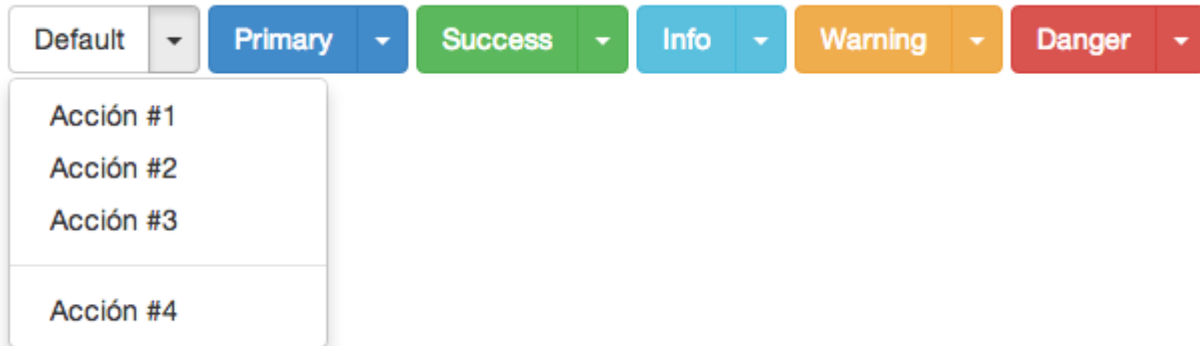 Default Primary Success Info Warning Danger
Acción #1
Acción #2
Acción #3
Acción #4